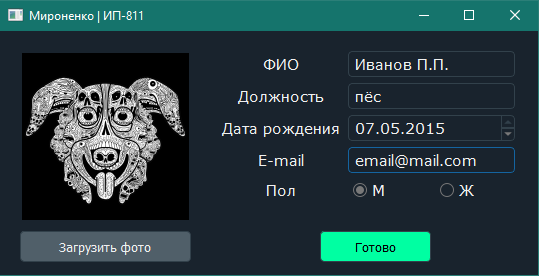 Мироненко | ИП-811
ФИО Иванов П.П.
Должность пёс
Дата рождения 07.05.2015
E-mail email@mail.com
Пол М Ж
Загрузить фото Готово